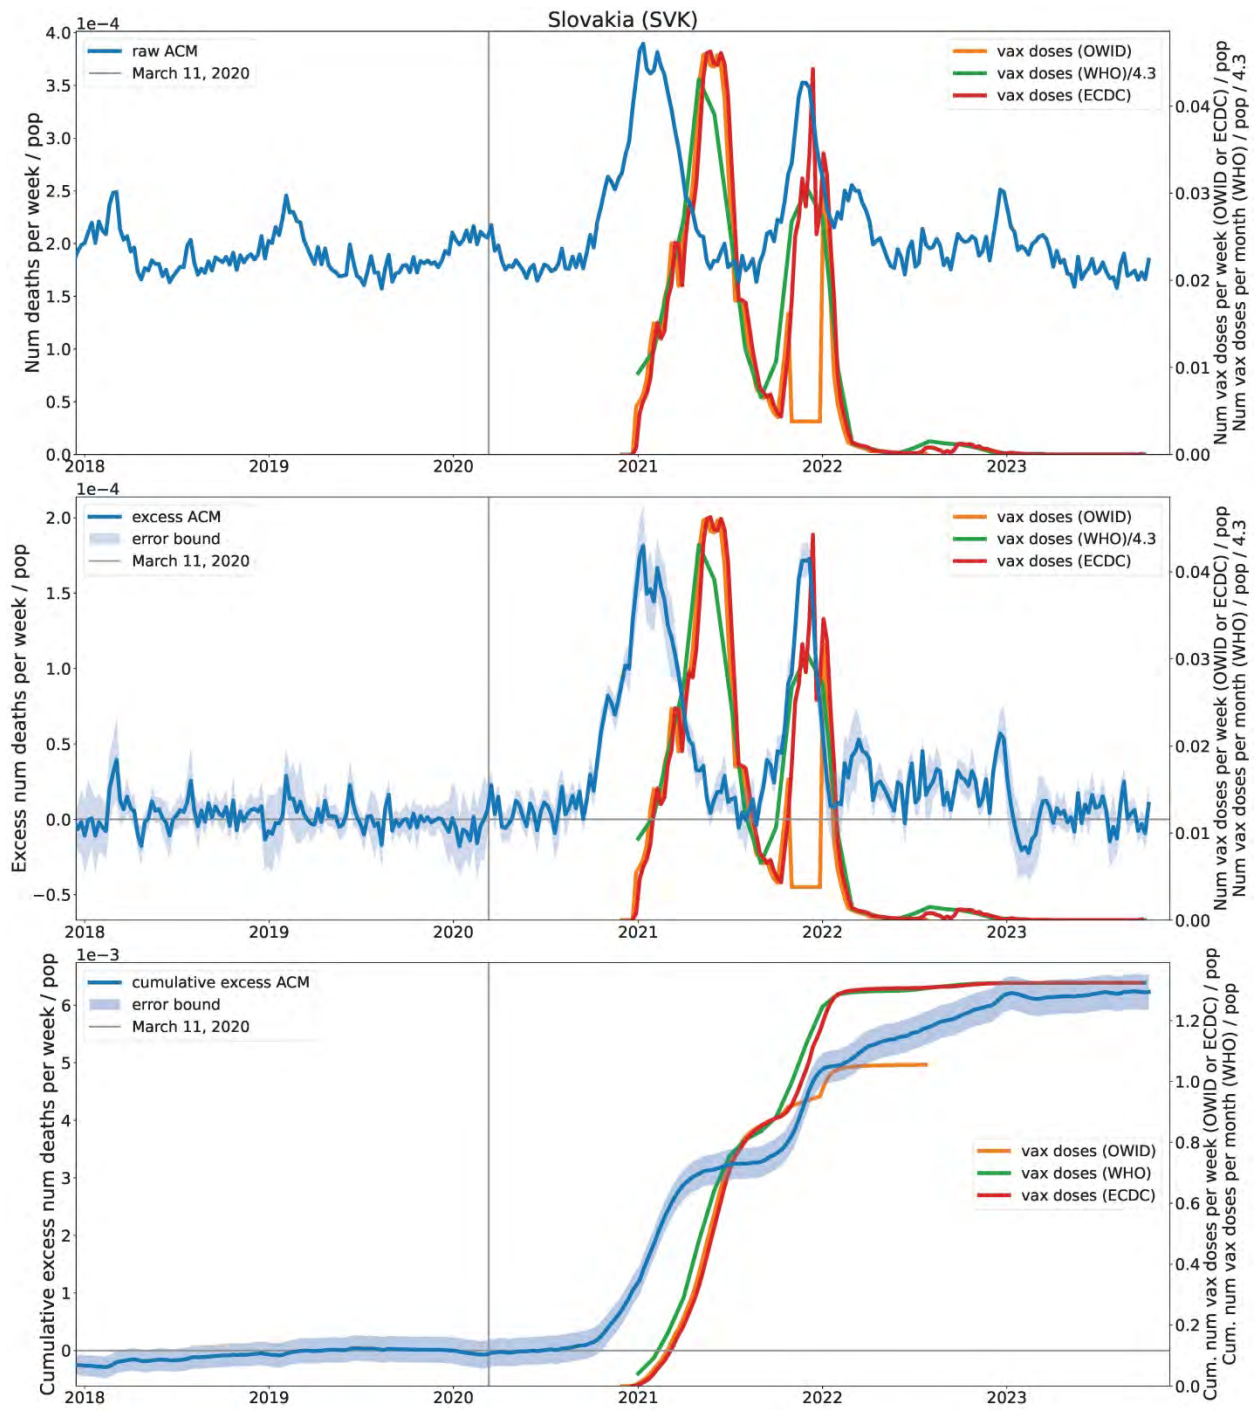 Slovakia (SVK)
1e−4
raw ACM
March 11, 2020
vax doses (OWID)
vax doses (WHO)/4.3
vax doses (ECDC)
4.0
3.5
3.0
2.5
2.0
1.5
1.0
0.5
0.0
Num deaths per week / pop
0.04
0.03
0.02
0.01
0.00
Num vax doses per week (OWID or ECDC) / pop
Num vax doses per month (WHO) / pop / 4.3
2018 2019 2020 2021 2022 2023
1e−4
excess ACM
error bound
March 11, 2020
vax doses (OWID)
vax doses (WHO)/4.3
vax doses (ECDC)
2.0
1.5
1.0
0.5
0.0
−0.5
Excess num deaths per week / pop
0.04
0.03
0.02
0.01
0.00
Num vax doses per week (OWID or ECDC) / pop
Num vax doses per month (WHO) / pop / 4.3
2018 2019 2020 2021 2022 2023
1e−3
cumulative excess ACM
error bound
March 11, 2020
6
5
4
3
2
1
0
Cumulative excess num deaths per week / pop
vax doses (OWID)
vax doses (WHO)
vax doses (ECDC)
1.2
1.0
0.8
0.6
0.4
0.2
0.0
Cum. num vax doses per week (OWID or ECDC) / pop
Cum. num vax doses per month (WHO) / pop
2018 2019 2020 2021 2022 2023